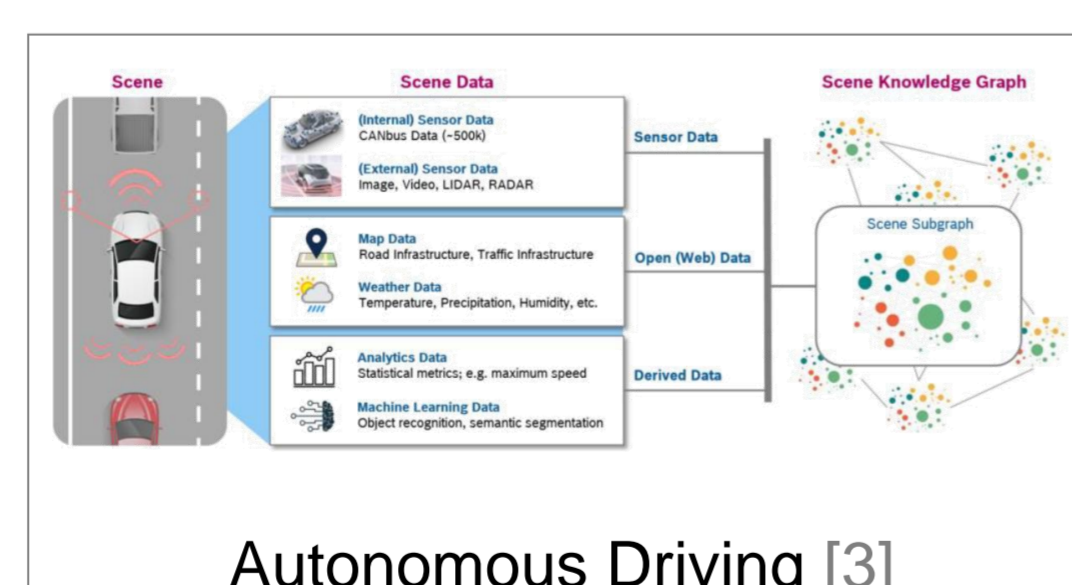 Scene
Scene Data
Scene Knowledge Graph
(Internal) Sensor Data
CANbus Data (~500k)
(External) Sensor Data
Image, Video, LIDAR, RADAR
Sensor Data
Map Data
Road Infrastructure, Traffic Infrastructure
Weather Data
Temperature, Precipitation, Humidity, etc.
Open (Web) Data
Analytics Data
Statistical metrics; e.g. maximum speed
Machine Learning Data
Object recognition, semantic segmentation
Derived Data
Scene Subgraph
Autonomous Driving [3]